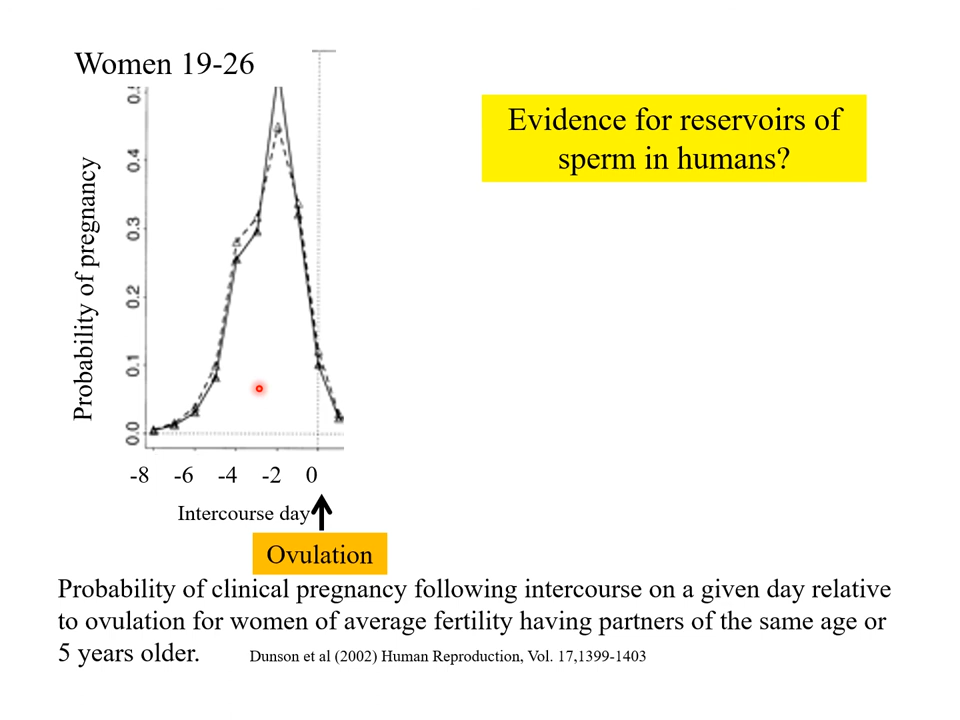 Women 19-26
Evidence for reservoirs of
sperm in humans?
Probability of pregnancy
0.4
0.3
0.2
0.1
0.0
-8 -6 -4 -2 0
Intercourse day
Ovulation
Probability of clinical pregnancy following intercourse on a given day relative
to ovulation for women of average fertility having partners of the same age or
5 years older.
Dunson et al (2002) Human Reproduction, Vol. 17,1399-1403